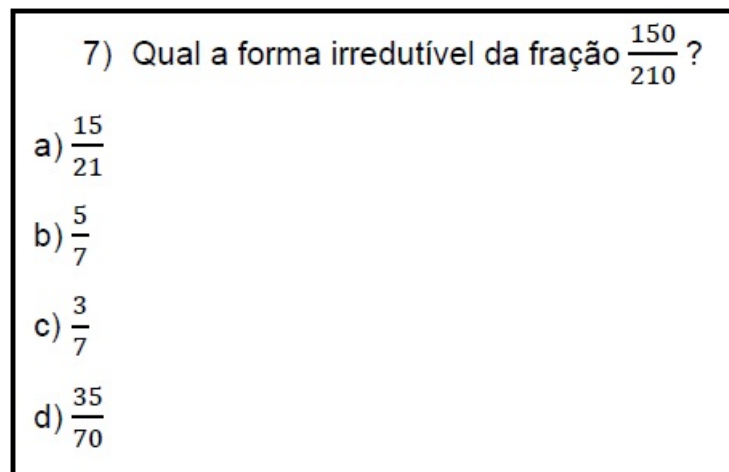 7) Qual a forma irredutível da fração 150/210 ?
a) 15/21
b) 5/7
c) 3/7
d) 35/70